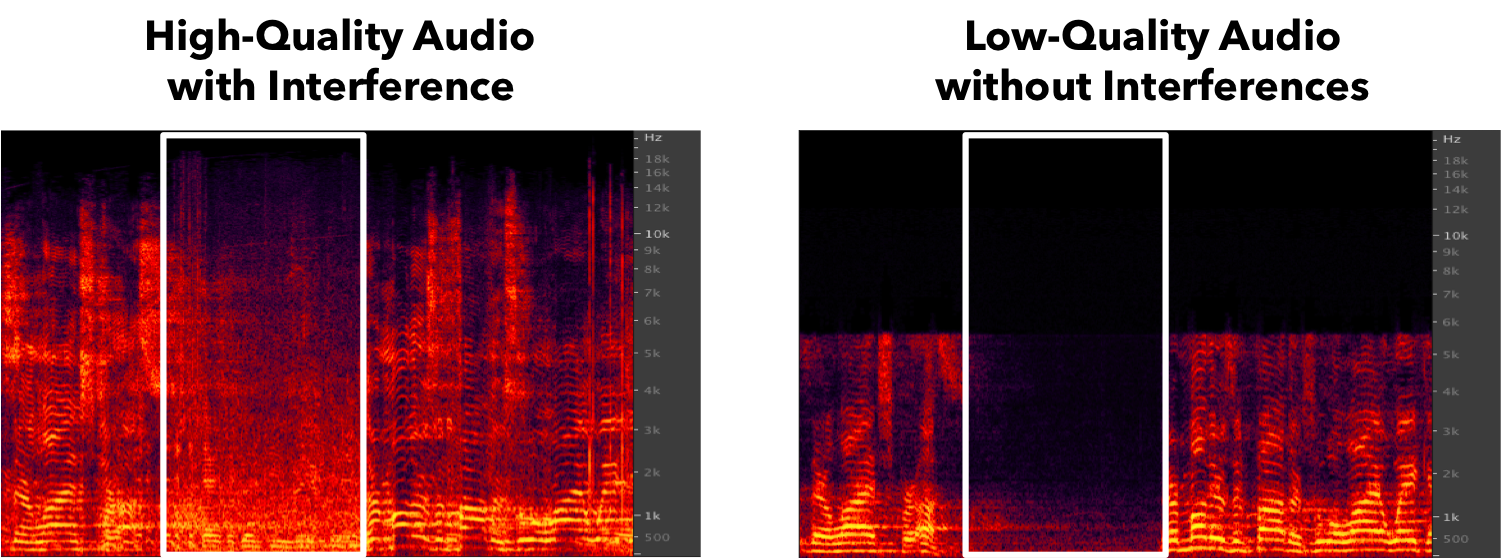 High-Quality Audio
with Interference
Low-Quality Audio
without Interferences
Hz
18k
16k
14k
12k
10k
9k
8k
7k
6k
5k
4k
3k
2k
1k
500
Hz
18k
16k
14k
12k
10k
9k
8k
7k
6k
5k
4k
3k
2k
1k
500